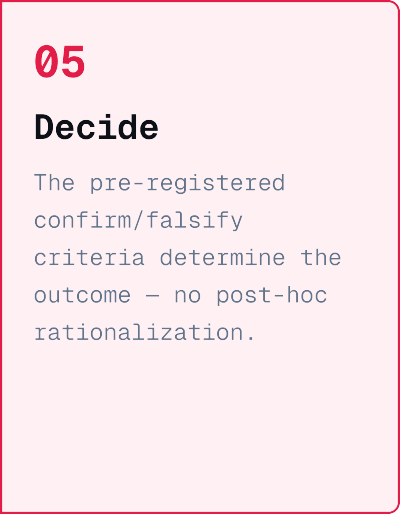 05
Decide
The pre-registered
confirm/falsify
criteria determine the
outcome — no post-hoc
rationalization.